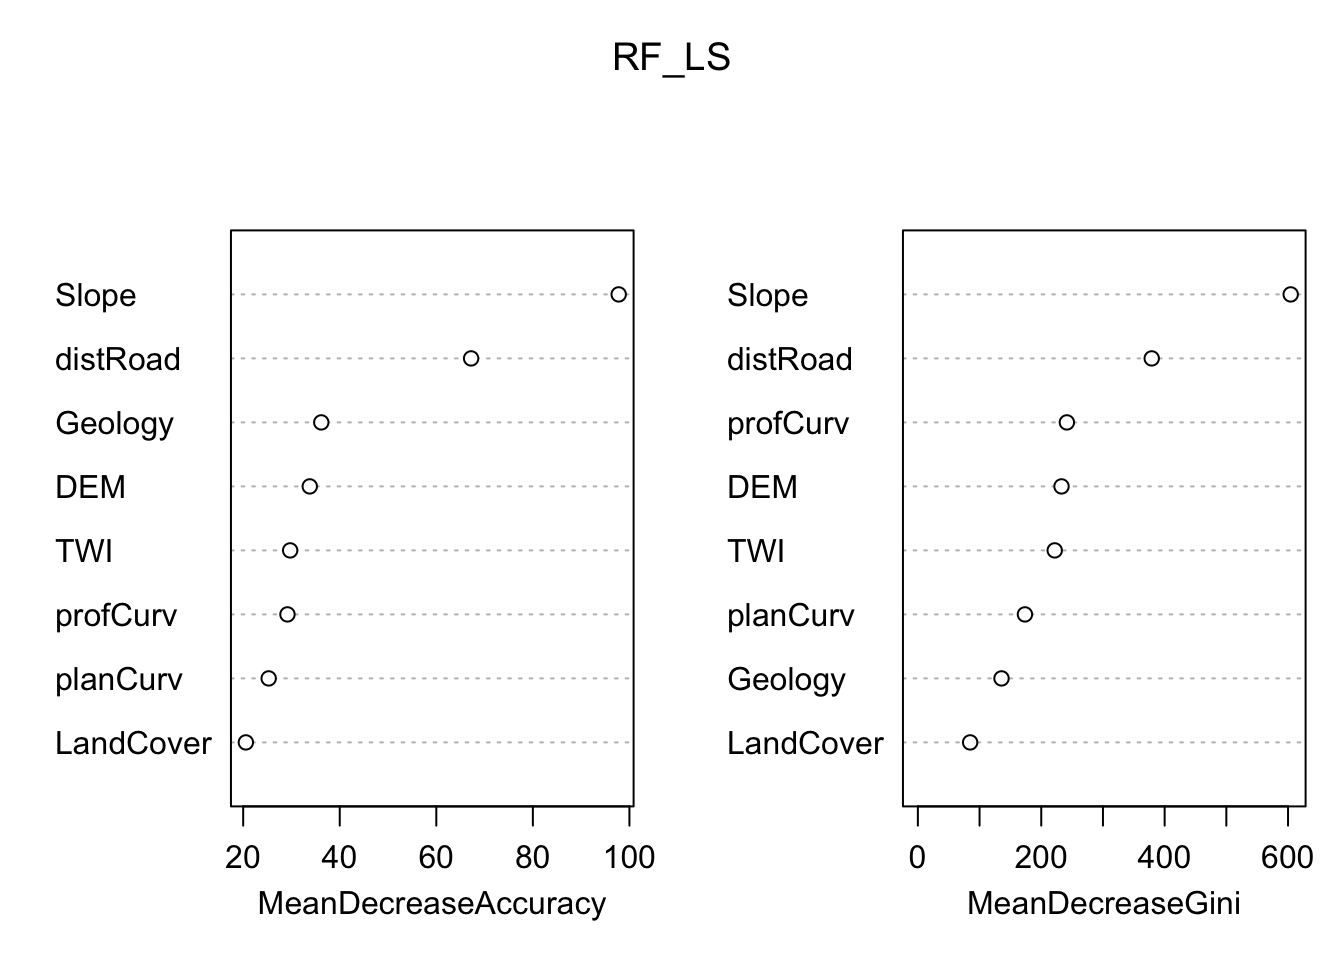 RF_LS
Slope
distRoad
Geology
DEM
TWI
profCurv
planCurv
LandCover
20 40 60 80 100
MeanDecreaseAccuracy
Slope
distRoad
profCurv
DEM
TWI
planCurv
Geology
LandCover
0 200 400 600
MeanDecreaseGini